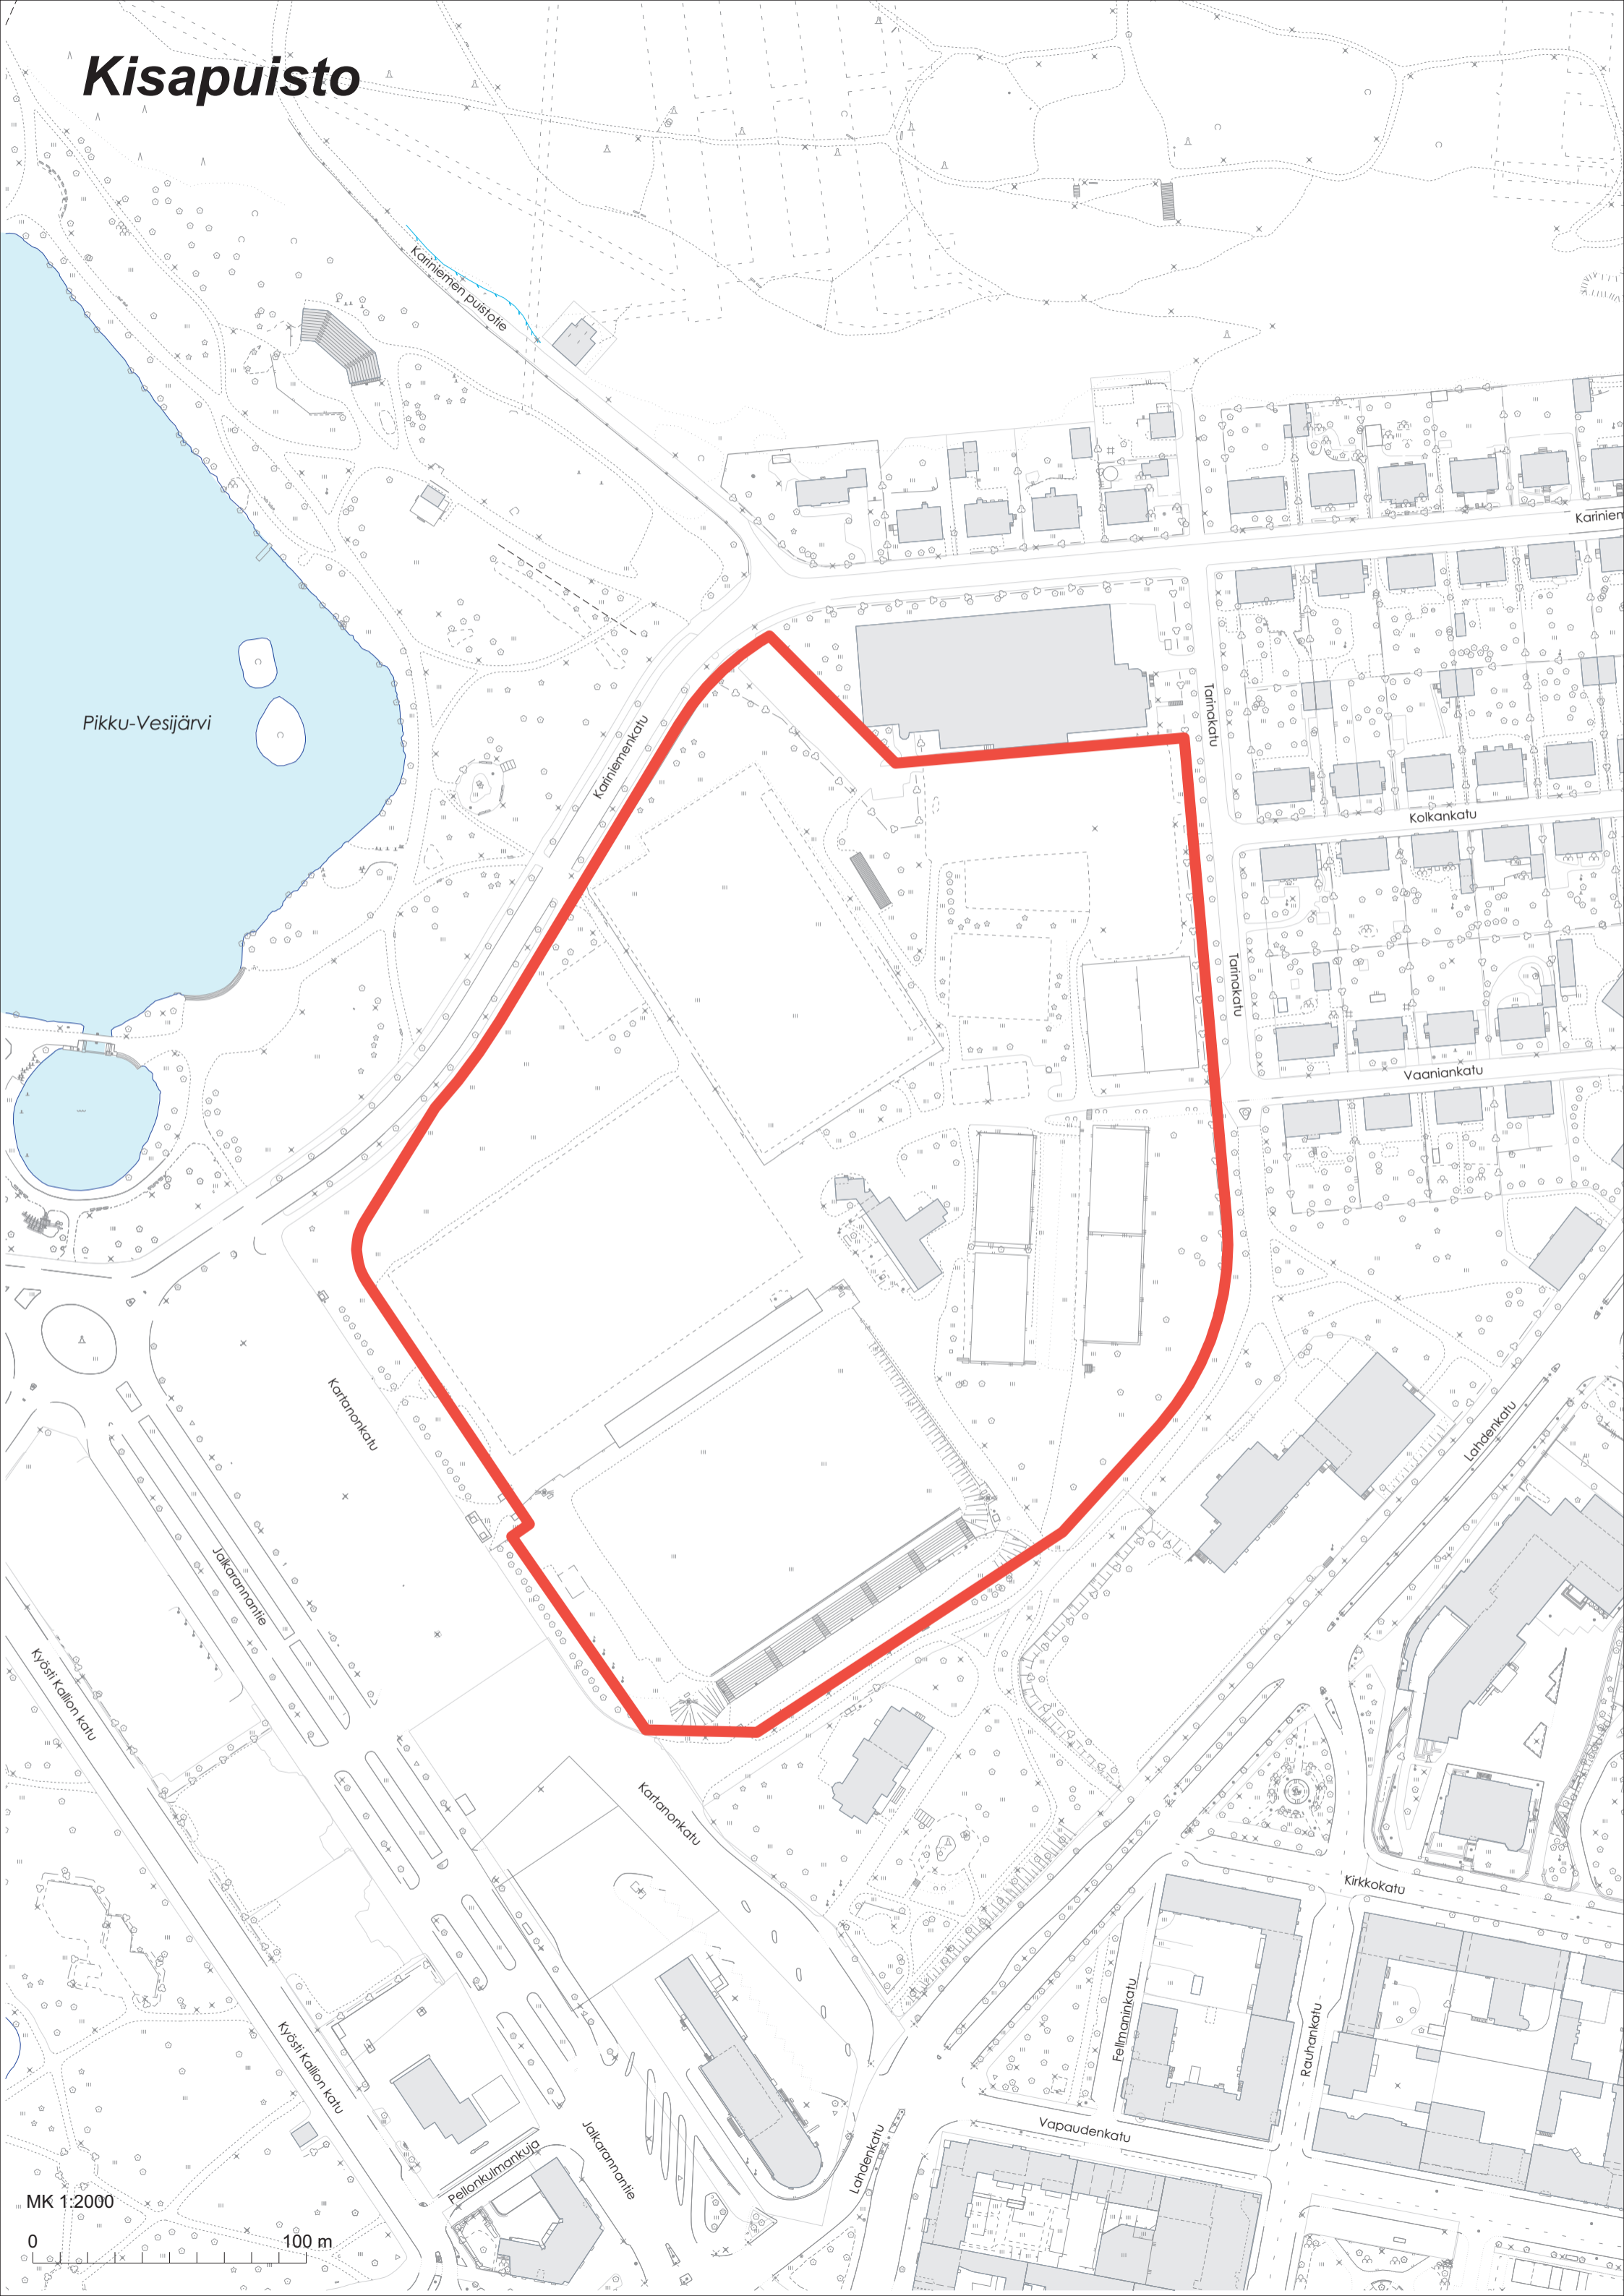 Kisapuisto
Kariniemen puistotie
Kariniem
Pikku-Vesijärvi
Kariniemenkatu
Tarinakatu
Kolkankatu
Tarinakatu
Vaaniankatu
Kartanonkatu
Lahdenkatu
Jalkarannantie
Kyösti Kallion katu
Kartanonkatu
Kirkkokatu
Fellmaninkatu
Rauhankatu
Kyösti Kallion katu
Vapaudenkatu
Jalkarannantie
Lahdenkatu
Pellonkulmankuja
MK 1:2000
0 100 m